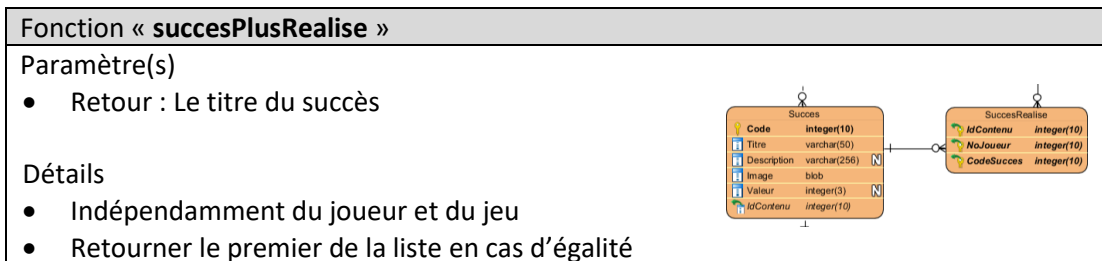 Fonction « succesPlusRealise »
Paramètre(s)
• Retour : Le titre du succès
Détails
• Indépendamment du joueur et du jeu
• Retourner le premier de la liste en cas d’égalité
Succes
Code integer(10)
Titre varchar(50)
Description varchar(256) N
Image blob
Valeur integer(3) N
IdContenu integer(10)
SuccesRealise
IdContenu integer(10)
NoJoueur integer(10)
CodeSucces integer(10)